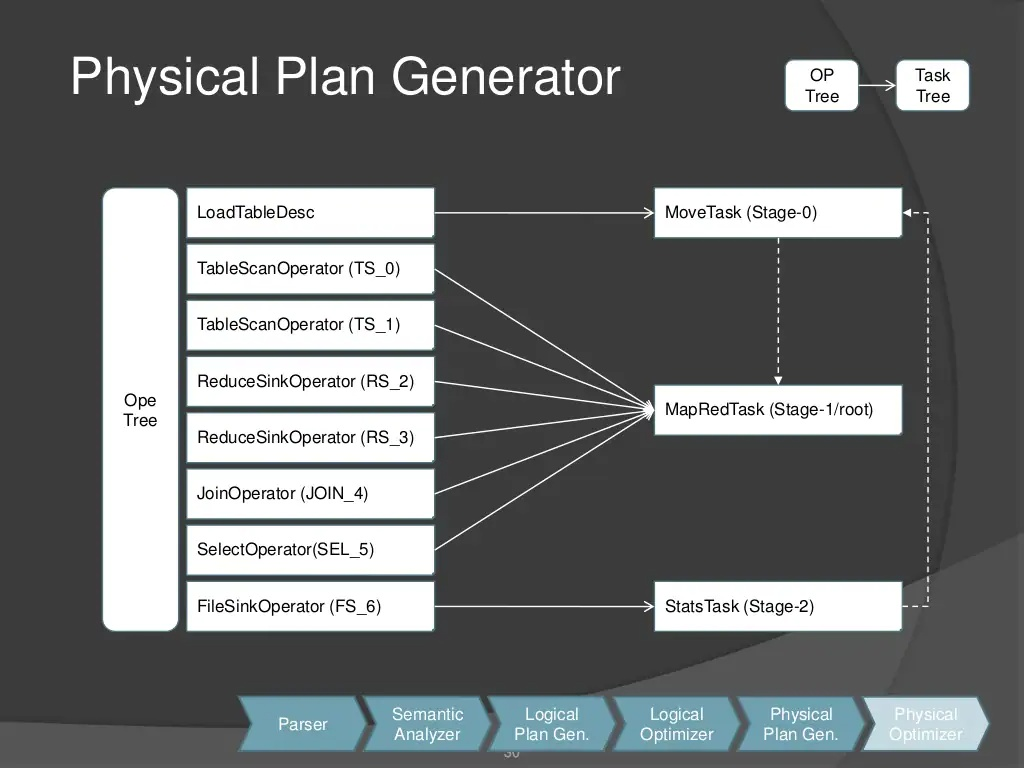 Physical Plan Generator
OP
Tree
Task
Tree
LoadTableDesc
MoveTask (Stage-0)
TableScanOperator (TS_0)
TableScanOperator (TS_1)
ReduceSinkOperator (RS_2)
Ope
Tree
MapRedTask (Stage-1/root)
ReduceSinkOperator (RS_3)
JoinOperator (JOIN_4)
SelectOperator(SEL_5)
FileSinkOperator (FS_6)
StatsTask (Stage-2)
Parser
Semantic
Analyzer
Logical
Plan Gen.
Logical
Optimizer
Physical
Plan Gen.
Physical
Optimizer